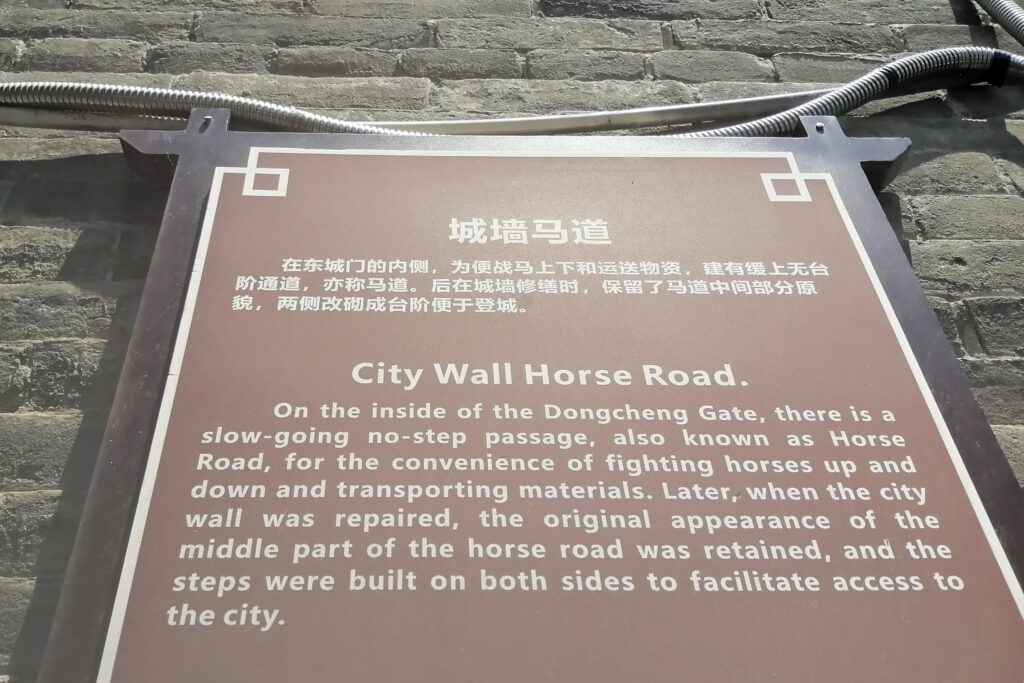 城墙马道
在东城门的内侧，为便战马上下和运送物资，建有缓上无台
阶通道，亦称马道。后在城墙修缮时，保留了马道中间部分原
貌，两侧改砌成台阶便于登城。
City Wall Horse Road.
On the inside of the Dongcheng Gate, there is a
slow-going no-step passage, also known as Horse
Road, for the convenience of fighting horses up and
down and transporting materials. Later, when the city
wall was repaired, the original appearance of the
middle part of the horse road was retained, and the
steps were built on both sides to facilitate access to
the city.